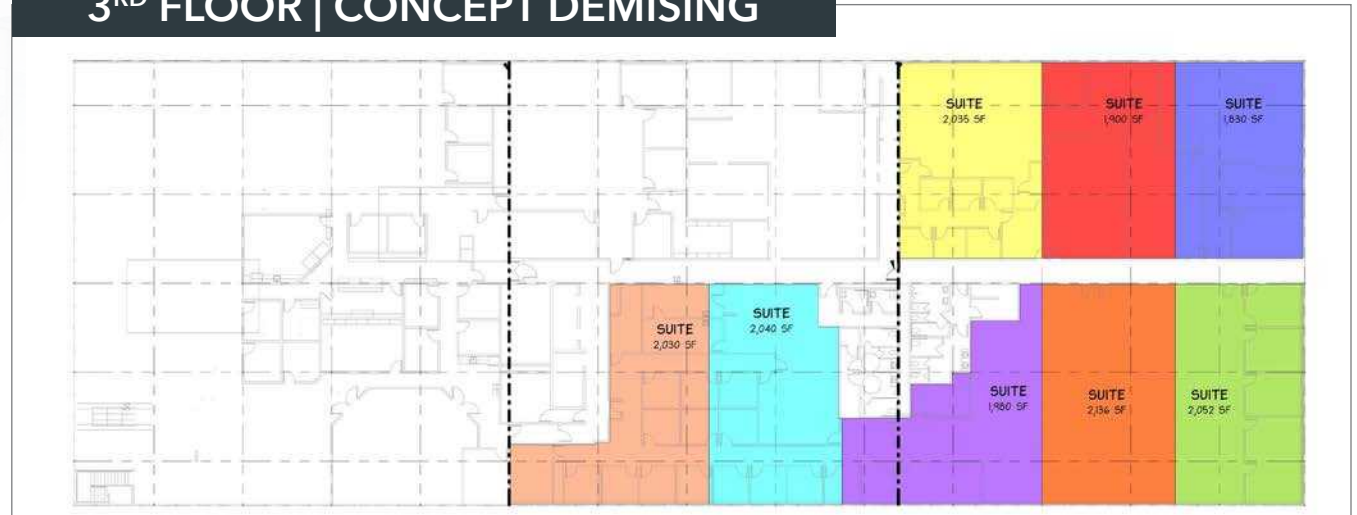 3RD FLOOR | CONCEPT DEMISING
SUITE
2,035 SF
SUITE
1,900 SF
SUITE
1,830 SF
SUITE
2,030 SF
SUITE
2,040 SF
SUITE
1,980 SF
SUITE
2,136 SF
SUITE
2,052 SF